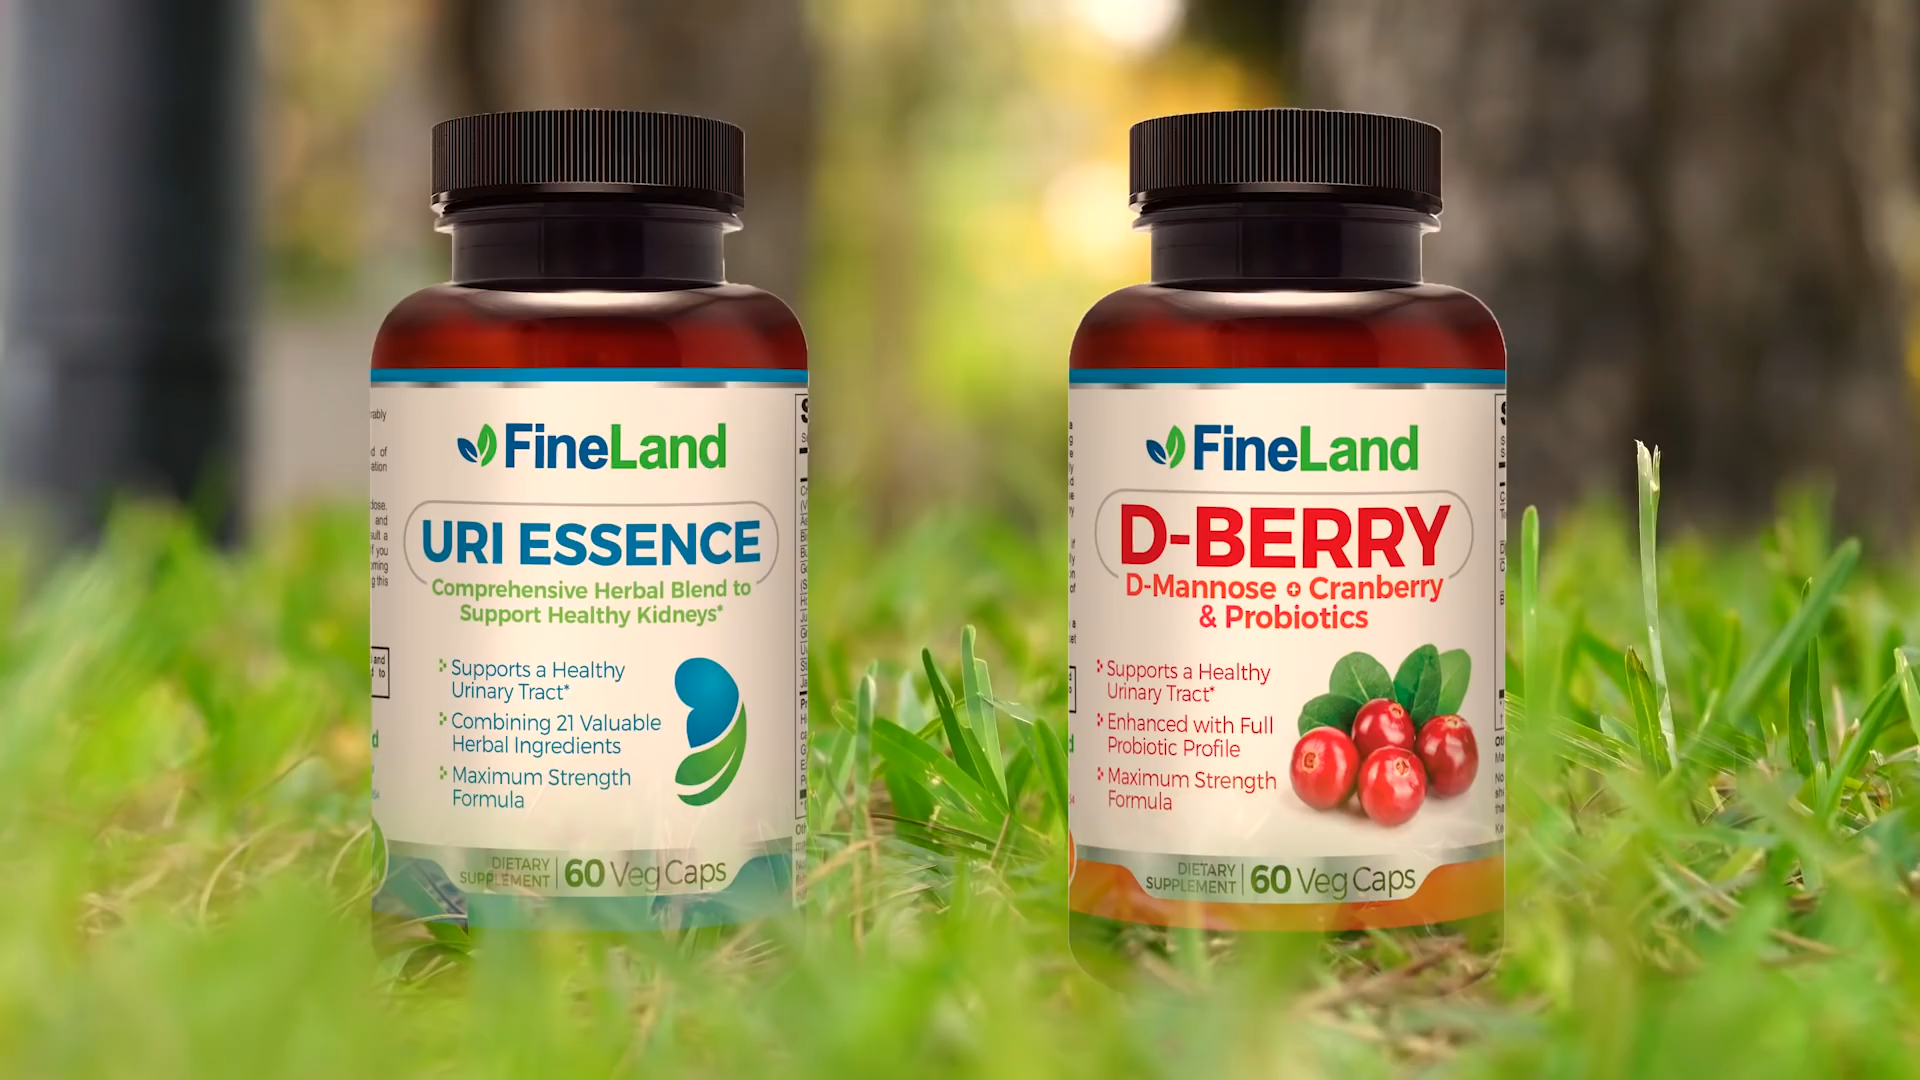 FineLand
URI ESSENCE
Comprehensive Herbal Blend to
Support Healthy Kidneys*
Supports a Healthy
Urinary Tract*
Combining 21 Valuable
Herbal Ingredients
Maximum Strength
Formula
DIETARY
SUPPLEMENT
60 Veg Caps
FineLand
D-BERRY
D-Mannose + Cranberry
& Probiotics
Supports a Healthy
Urinary Tract*
Enhanced with Full
Probiotic Profile
Maximum Strength
Formula
DIETARY
SUPPLEMENT
60 Veg Caps